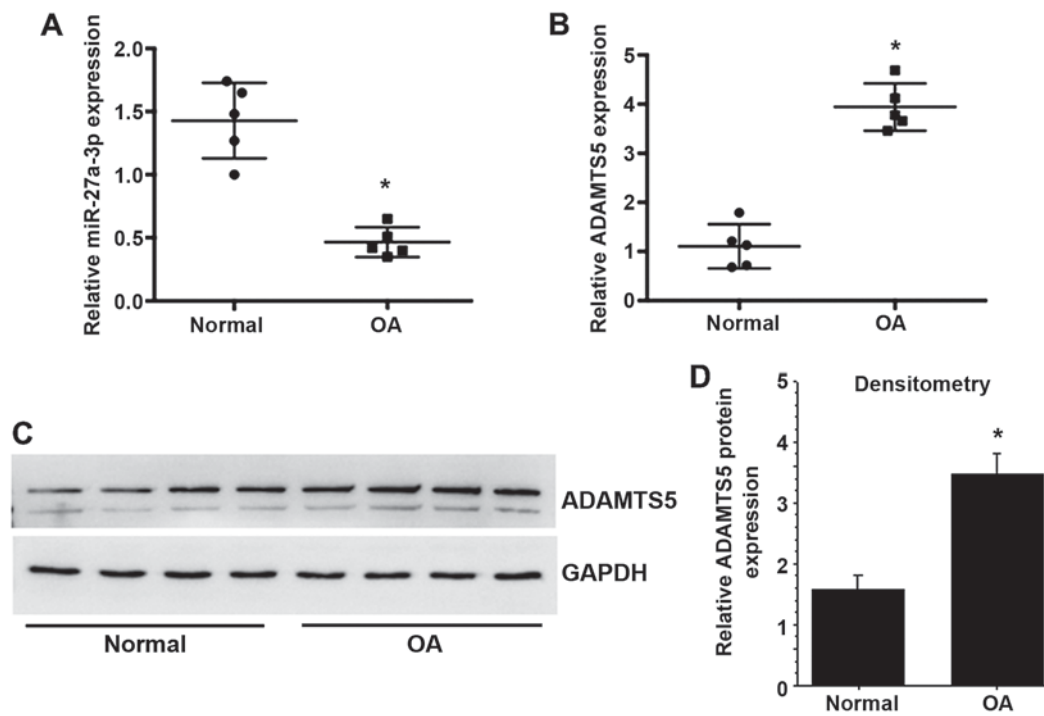 A
Relative miR-27a-3p expression
2.0
1.5
1.0
0.5
0.0
*
Normal
OA
B
Relative ADAMTS5 expression
5
4
3
2
1
0
*
Normal
OA
C
ADAMTS5
GAPDH
Normal
OA
D
Densitometry
Relative ADAMTS5 protein
expression
5
4
3
2
1
0
*
Normal
OA